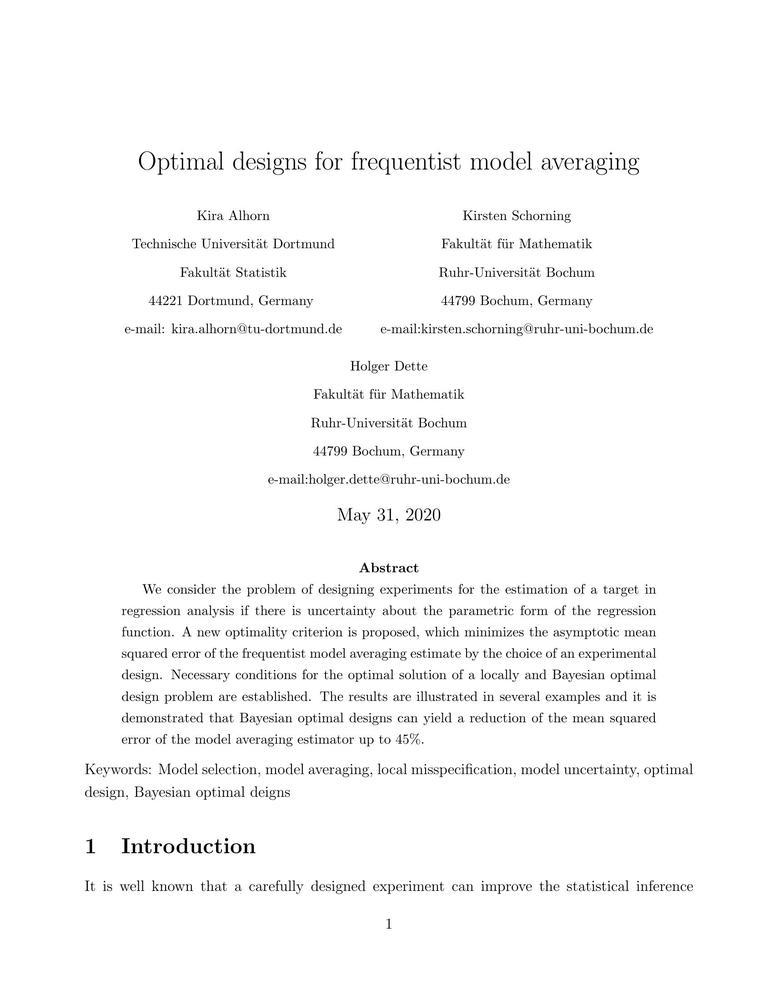 Optimal designs for frequentist model averaging
Kira Alhorn
Technische Universität Dortmund
Fakultät Statistik
44221 Dortmund, Germany
e-mail: kira.alhorn@tu-dortmund.de
Kirsten Schorning
Fakultät für Mathematik
Ruhr-Universität Bochum
44799 Bochum, Germany
e-mail:kirsten.schorning@ruhr-uni-bochum.de
Holger Dette
Fakultät für Mathematik
Ruhr-Universität Bochum
44799 Bochum, Germany
e-mail:holger.dette@ruhr-uni-bochum.de
May 31, 2020
Abstract
We consider the problem of designing experiments for the estimation of a target in
regression analysis if there is uncertainty about the parametric form of the regression
function. A new optimality criterion is proposed, which minimizes the asymptotic mean
squared error of the frequentist model averaging estimate by the choice of an experimental
design. Necessary conditions for the optimal solution of a locally and Bayesian optimal
design problem are established. The results are illustrated in several examples and it is
demonstrated that Bayesian optimal designs can yield a reduction of the mean squared
error of the model averaging estimator up to 45%.
Keywords: Model selection, model averaging, local misspecification, model uncertainty, optimal
design, Bayesian optimal deigns
1 Introduction
It is well known that a carefully designed experiment can improve the statistical inference
1